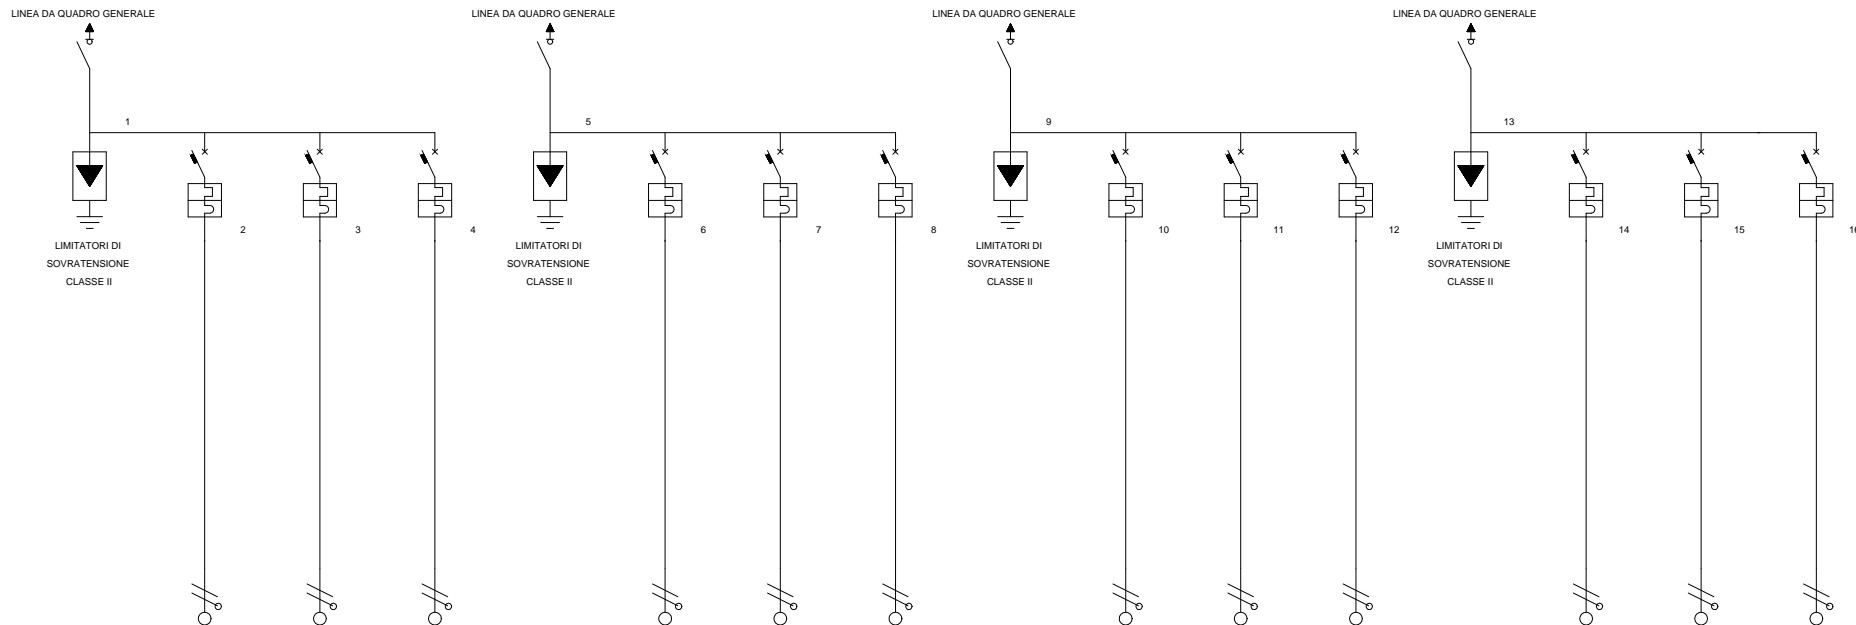 LINEA DA QUADRO GENERALE
LINEA DA QUADRO GENERALE
LINEA DA QUADRO GENERALE
LINEA DA QUADRO GENERALE
1
5
9
13
2
3
4
6
7
8
10
11
12
14
15
16
LIMITATORI DI
SOVRATENSIONE
CLASSE II
LIMITATORI DI
SOVRATENSIONE
CLASSE II
LIMITATORI DI
SOVRATENSIONE
CLASSE II
LIMITATORI DI
SOVRATENSIONE
CLASSE II